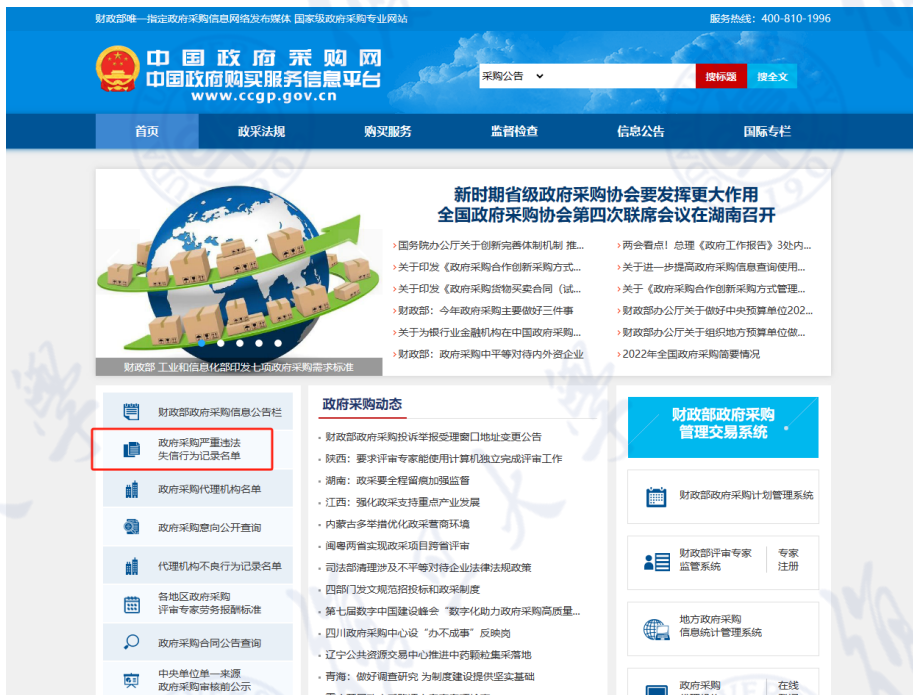 财政部唯一指定政府采购信息网络发布媒体 国家级政府采购专业网站
服务热线：400-810-1996
中国政府采购网
中国政府购买服务信息平台
www.ccgp.gov.cn
采购公告
搜标题
搜全文
首页
政采法规
购买服务
监督检查
信息公告
国际专栏
新时期省级政府采购协会要发挥更大作用
全国政府采购协会第四次联席会议在湖南召开
国务院办公厅关于创新完善体制机制 推...
两会看点！总理《政府工作报告》3处内...
关于印发《政府采购合作创新采购方式...
关于进一步提高政府采购信息查询使用...
关于印发《政府采购货物买卖合同（试...
关于《政府采购合作创新采购方式管理...
财政部：今年政府采购主要做好三件事
财政部办公厅关于做好中央预算单位202...
关于为银行业金融机构在中国政府采购...
财政部办公厅关于组织地方预算单位做...
财政部：政府采购中平等对待内外资企业
2022年全国政府采购简要情况
财政部 工业和信息化部印发七项政府采购需求标准
财政部政府采购信息公告栏
政府采购严重违法
失信行为记录名单
政府采购代理机构名单
政府采购意向公开查询
代理机构不良行为记录名单
各地区政府采购
评审专家劳务报酬标准
政府采购合同公告查询
中央单位单一来源
政府采购审核前公示
政府采购动态
财政部政府采购投诉举报受理窗口地址变更公告
陕西：要求评审专家能使用计算机独立完成评审工作
湖南：政采要全程留痕加强监督
江西：强化政采支持重点产业发展
内蒙古多举措优化政采营商环境
闽粤两省实现政采项目跨省评审
司法部清理涉及不平等对待企业法律法规政策
四部门发文规范招投标和政采制度
第七届数字中国建设峰会“数字化助力政府采购高质量...
四川政府采购中心设“办不成事”反映岗
辽宁公共资源交易中心推进中药颗粒集采落地
青海：做好调查研究 为制度建设提供坚实基础
财政部政府采购
管理交易系统
财政部政府采购计划管理系统
财政部评审专家
监管系统
专家
注册
地方政府采购
信息统计管理系统
政府采购
在线